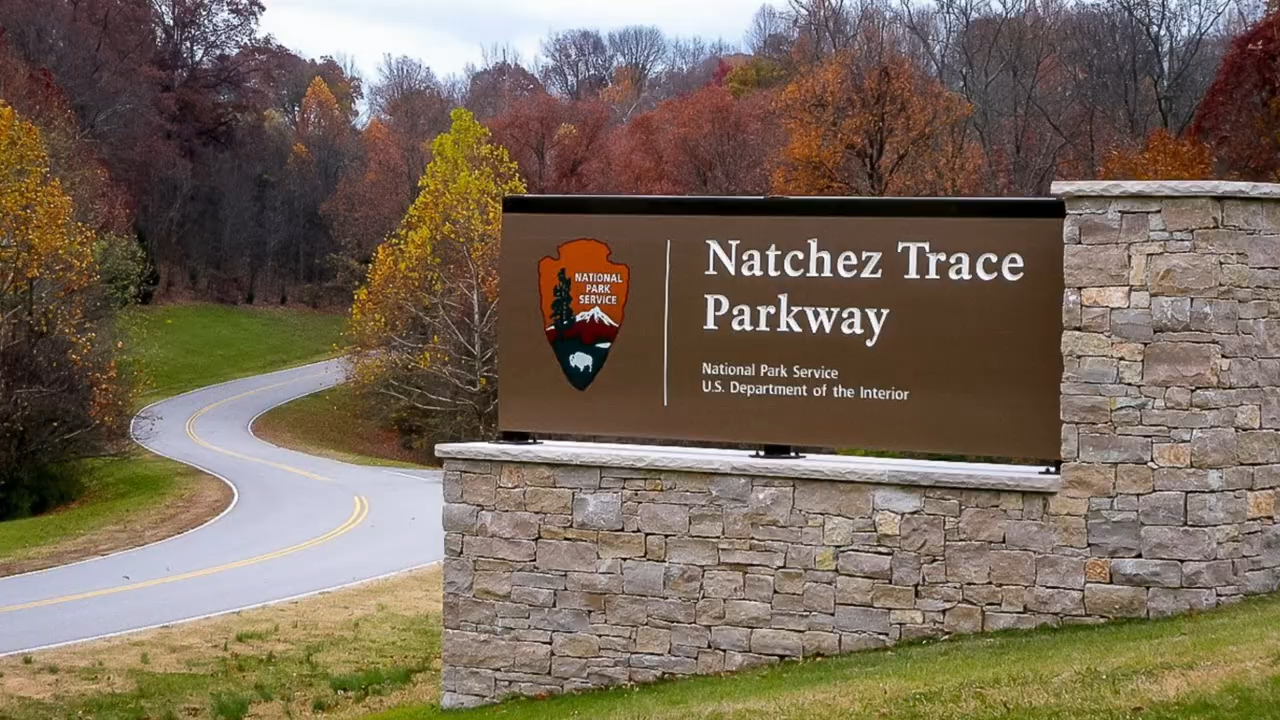 NATIONAL
PARK
SERVICE
Natchez Trace
Parkway
National Park Service
U.S. Department of the Interior